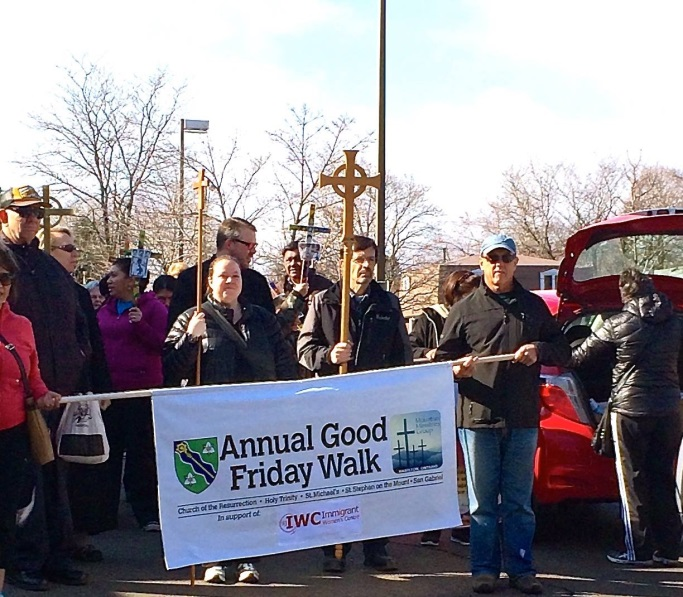 Annual Good
Friday Walk
Church of the Resurrection • Holy Trinity • St. Michael's • St. Stephen on the Mount • San Gabriel
In support of:
IWC Immigrant
Women's Centre